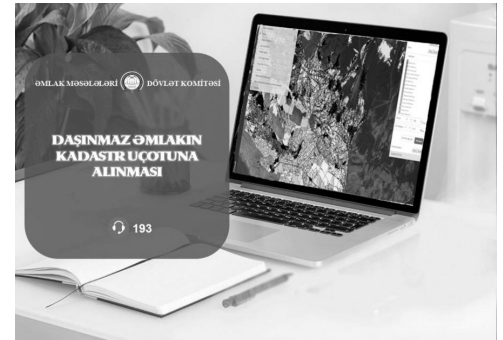 ƏMLAK MƏSƏLƏLƏRİ DÖVLƏT KOMİTƏSİ
DAŞINMAZ ƏMLAKIN
KADASTR UÇOTUNA
ALINMASI
193